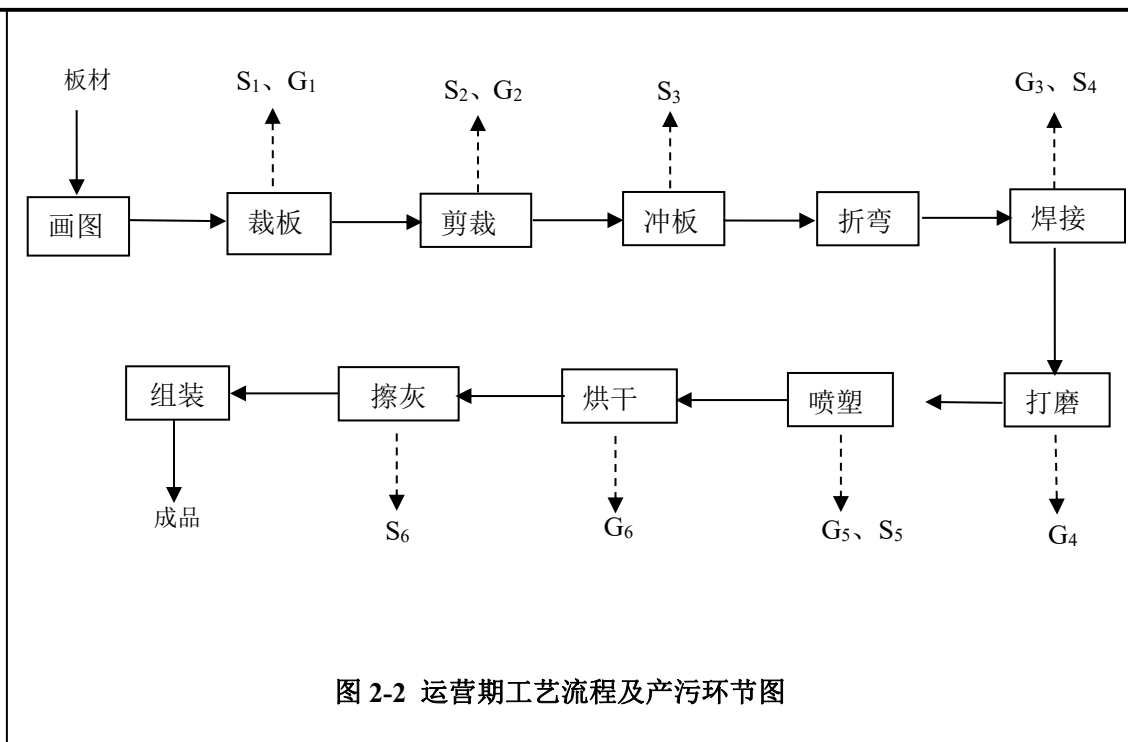 板材
S₁、G₁
S₂、G₂
S₃
G₃、S₄
画图
裁板
剪裁
冲板
折弯
焊接
组装
擦灰
烘干
喷塑
打磨
成品
S₆
G₆
G₅、S₅
G₄
图 2-2 运营期工艺流程及产污环节图